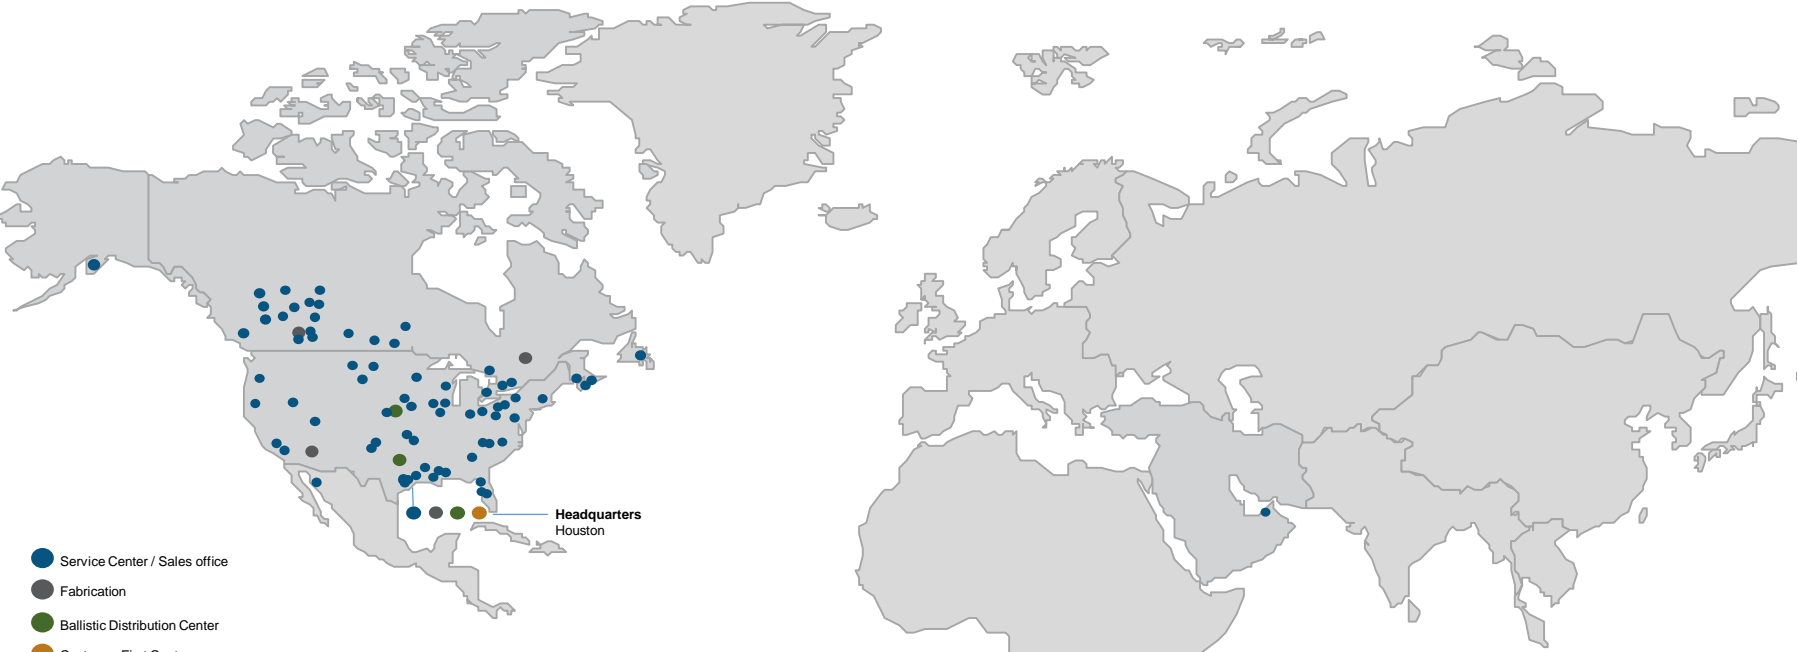 Headquarters
Houston
Service Center / Sales office
Fabrication
Ballistic Distribution Center